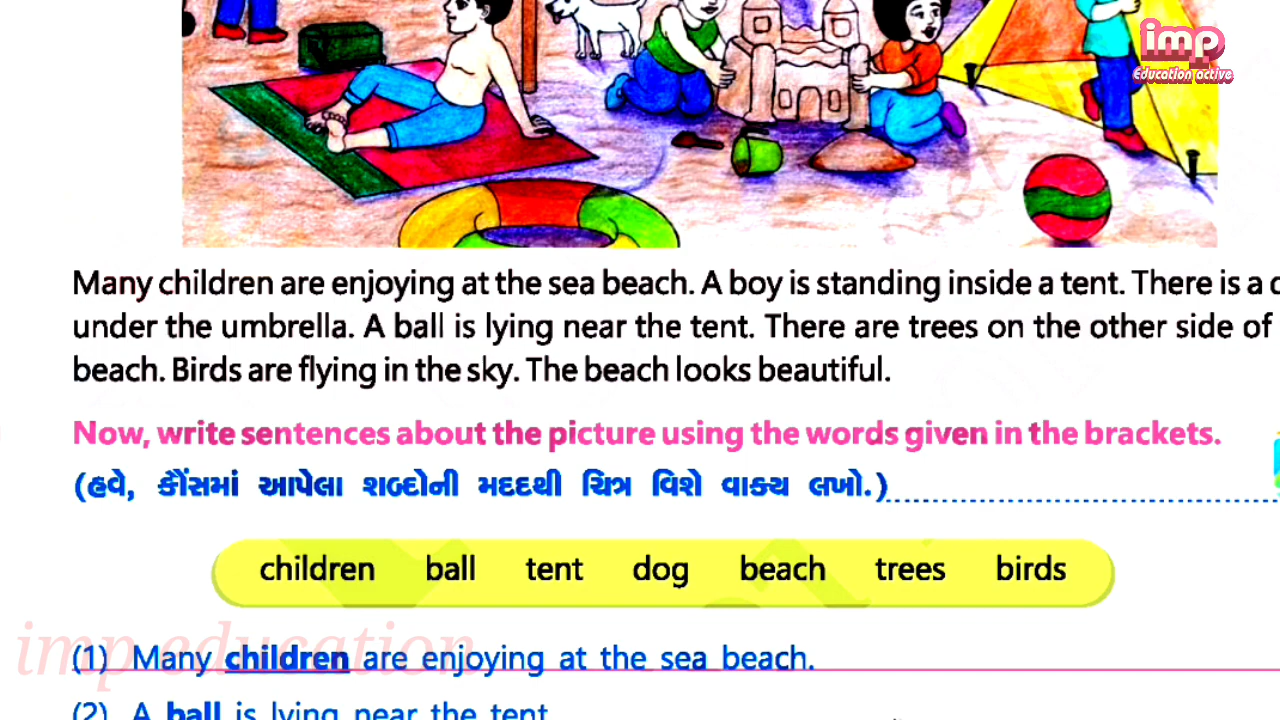 imp
Education active
Many children are enjoying at the sea beach. A boy is standing inside a tent. There is a
under the umbrella. A ball is lying near the tent. There are trees on the other side of
beach. Birds are flying in the sky. The beach looks beautiful.
Now, write sentences about the picture using the words given in the brackets.
(હવે, કૌંસમાં આપેલા શબ્દોની મદદથી ચિત્ર વિશે વાક્ય લખો.)
children ball tent dog beach trees birds
imp education
(1) Many children are enjoying at the sea beach.
(2) A ball is lying near the tent